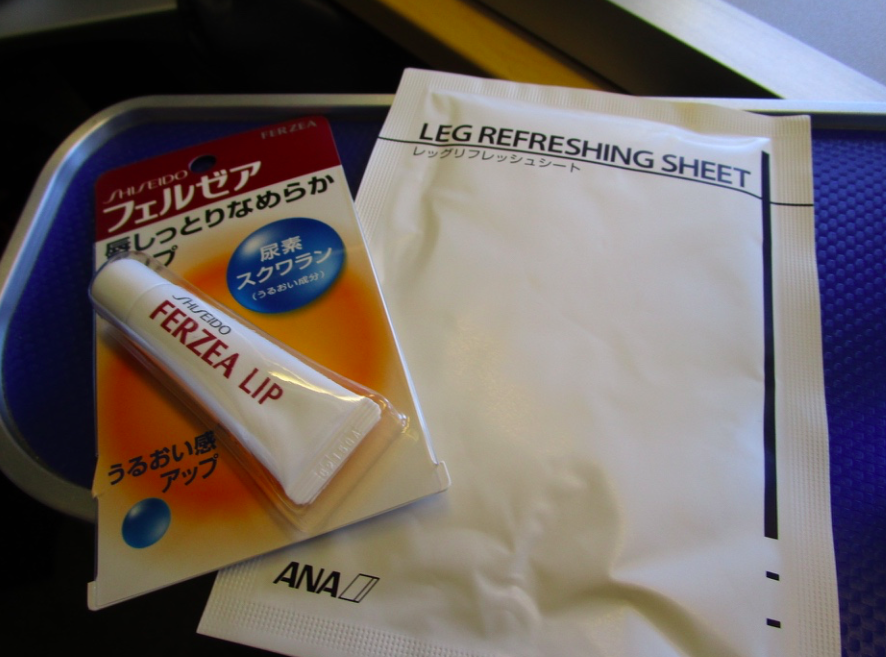 FERZEA
SHISEIDO
フェルゼア
唇しっとりなめらか
プ
尿素
スクワラン
(うるおい成分)
SHISEIDO
FERZEA LIP
うるおい感
アップ
LEG REFRESHING SHEET
レッグリフレッシュシート
ANA